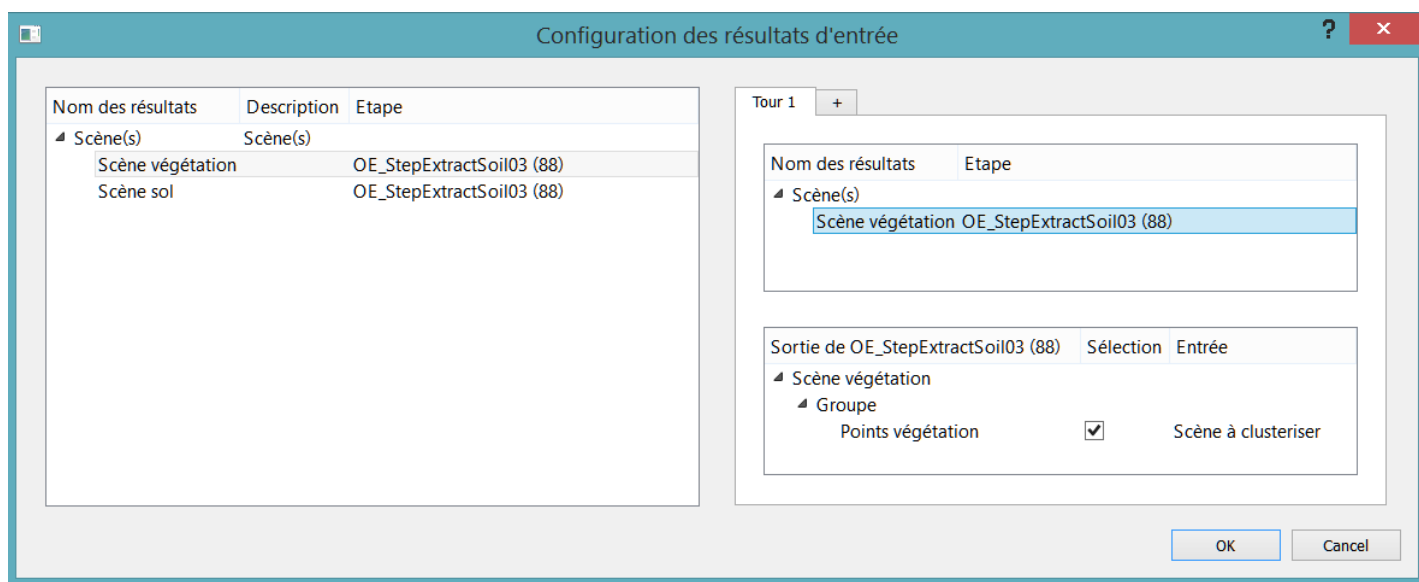 Configuration des résultats d'entrée ?
Nom des résultats Description Etape
Scène(s) Scène(s)
Scène végétation OE_StepExtractSoil03 (88)
Scène sol OE_StepExtractSoil03 (88)
Tour 1 +
Nom des résultats Etape
Scène(s)
Scène végétation OE_StepExtractSoil03 (88)
Sortie de OE_StepExtractSoil03 (88) Sélection Entrée
Scène végétation
Groupe
Points végétation Scène à clusteriser
OK Cancel